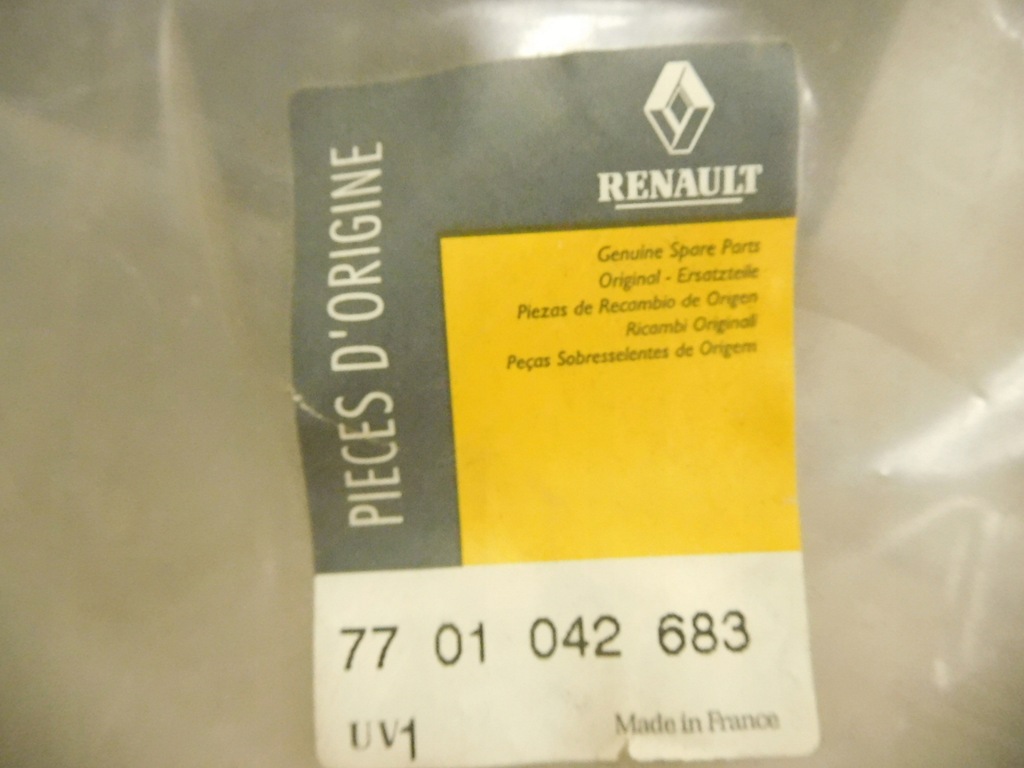 PIECES D'ORIGINE
RENAULT
Genuine Spare Parts
Original - Ersatzteile
Piezas de Recambio de Origen
Ricambi Originali
Peças Sobresselentes de Origem
77 01 042 683
UV1
Made in France